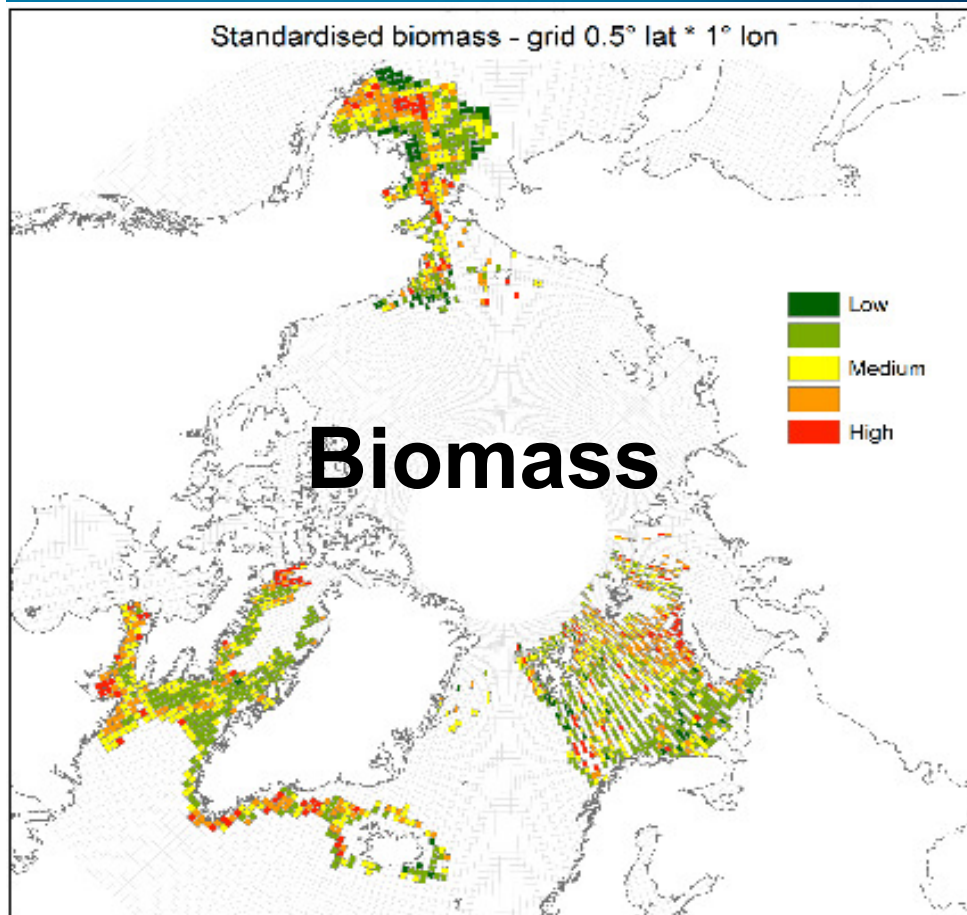 Standardised biomass - grid 0.5° lat * 1° lon
Low
Medium
High
Biomass